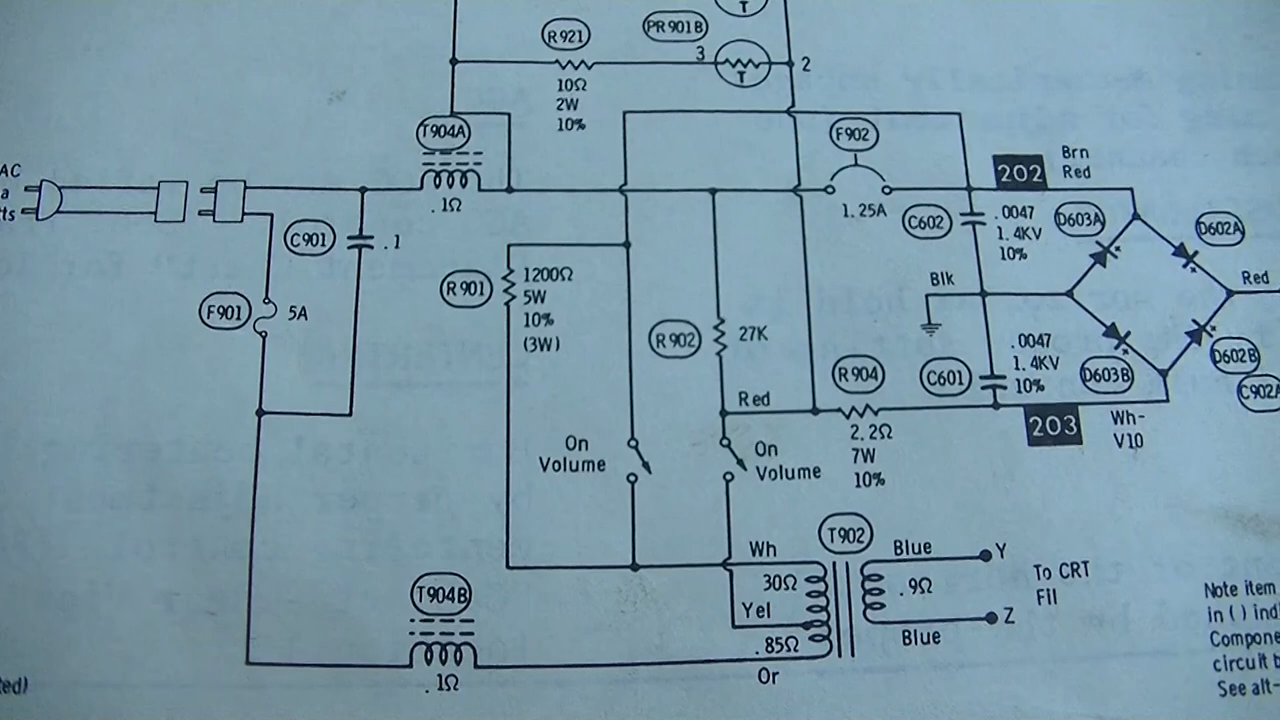 T
R921
PR901B
3
T
2
10Ω
2W
10%
T904A
.1Ω
F902
1.25A
202
Brn
Red
AC
a
ts
C901
.1
F901
5A
R901
1200Ω
5W
10%
(3W)
R902
27K
Red
C602
.0047
1.4KV
10%
D603A
D602A
Blk
Red
.0047
1.4KV
10%
C601
D603B
D602B
C902A
R904
2.2Ω
7W
10%
203
Wh-
V10
On
Volume
On
Volume
T902
Wh
30Ω
Yel
.85Ω
Or
Blue
.9Ω
Blue
Y
Z
To CRT
Fil
T904B
.1Ω
Note item
in ( ) ind
Compone
circuit b
See alt-
ted)